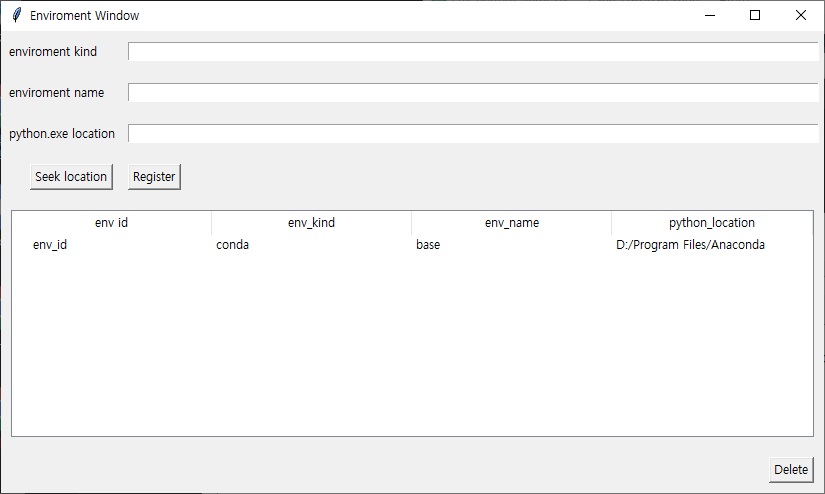 Enviroment Window
enviroment kind
enviroment name
python.exe location
Seek location Register
env id env_kind env_name python_location
env_id conda base D:/Program Files/Anaconda
Delete